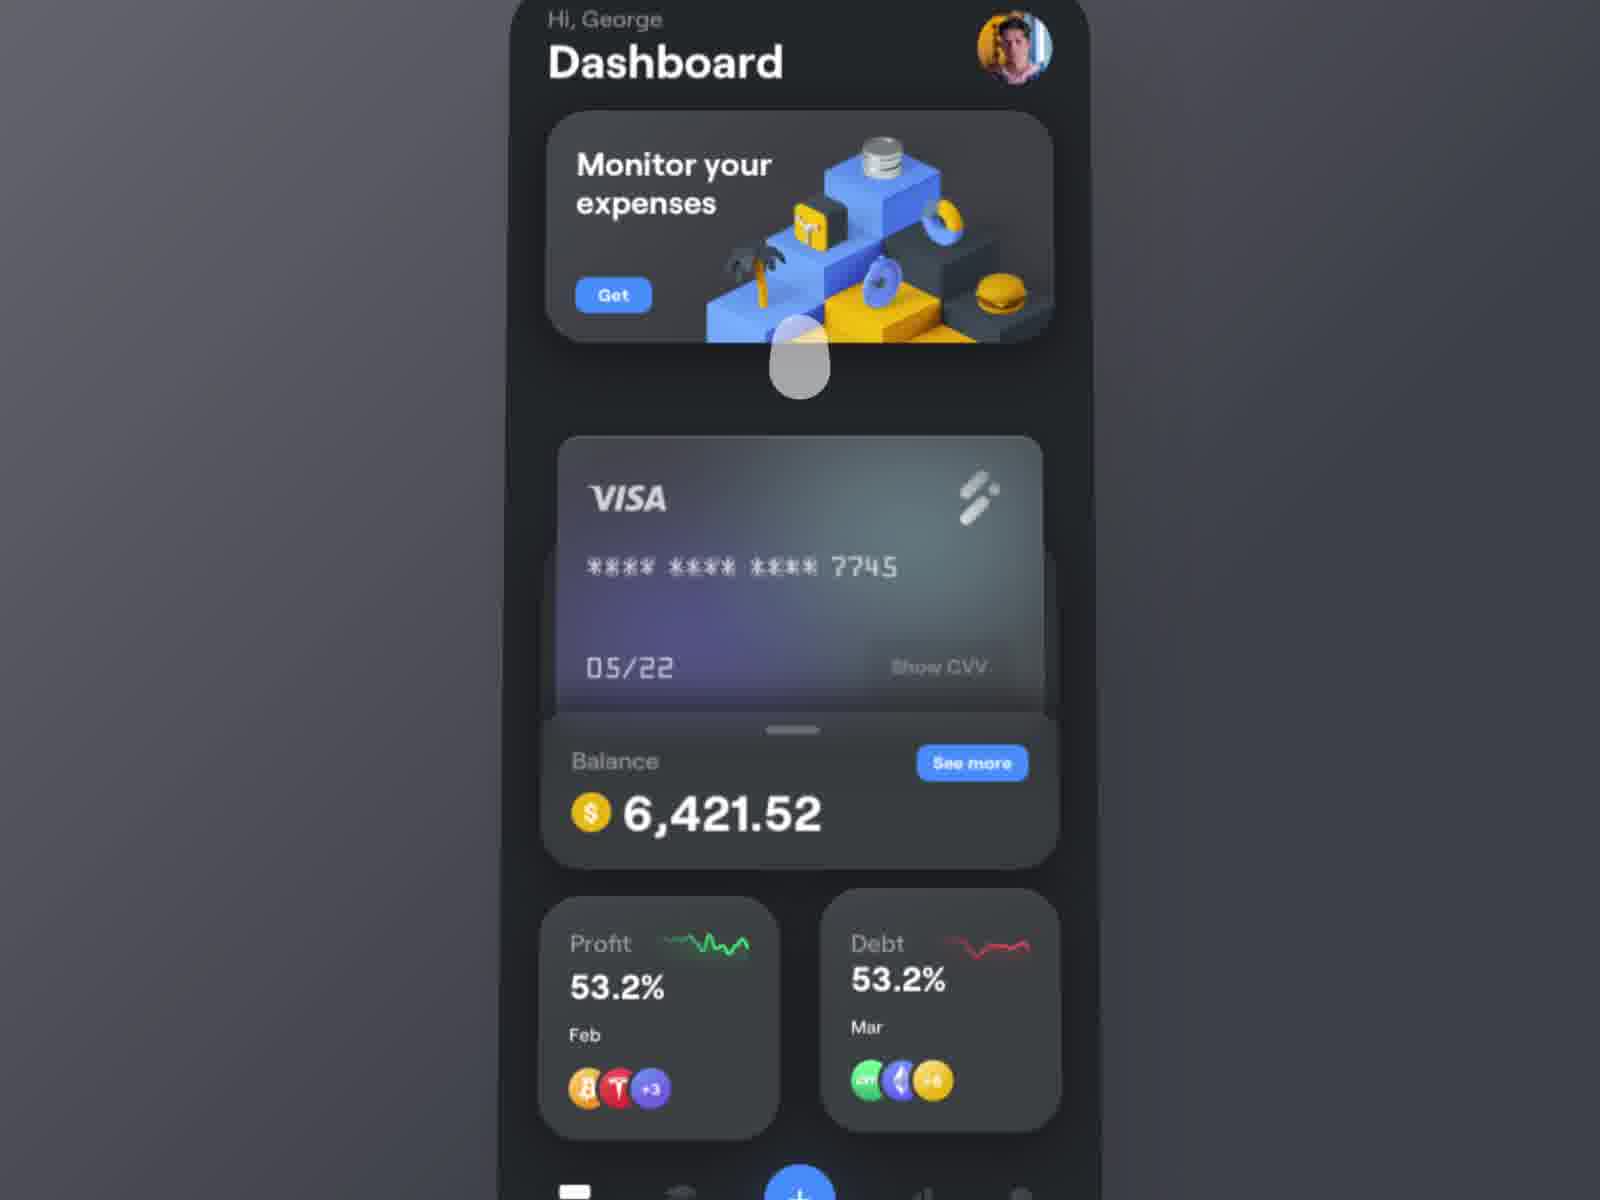 Hi, George
Dashboard
Monitor your
expenses
Get
VISA
**** **** **** 7745
05/22
Show CVV
Balance
See more
$ 6,421.52
Profit
53.2%
Feb
+3
Debt
53.2%
Mar
+6